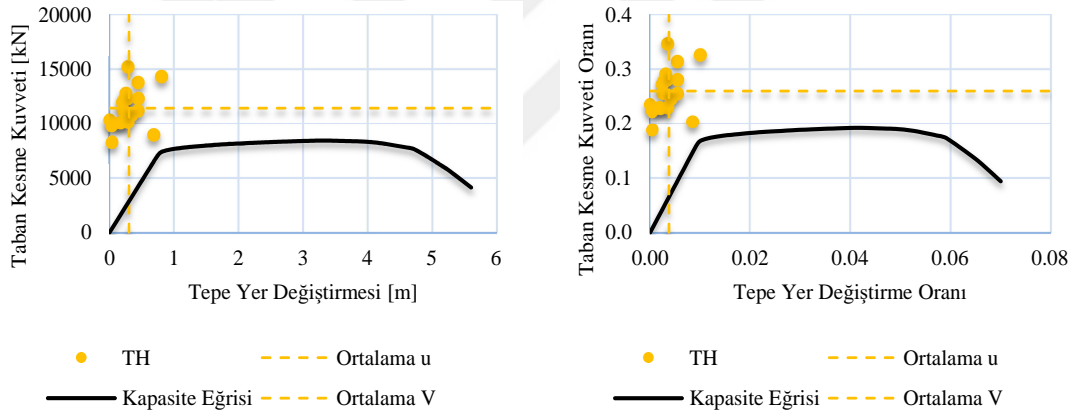 Taban Kesme Kuvveti [kN]
20000
15000
10000
5000
0
0 1 2 3 4 5 6
Tepe Yer Değiştirmesi [m]
TH
Ortalama u
Kapasite Eğrisi
Ortalama V
Taban Kesme Kuvveti Oranı
0.4
0.3
0.2
0.1
0.0
0.00 0.02 0.04 0.06 0.08
Tepe Yer Değiştirme Oranı
TH
Ortalama u
Kapasite Eğrisi
Ortalama V